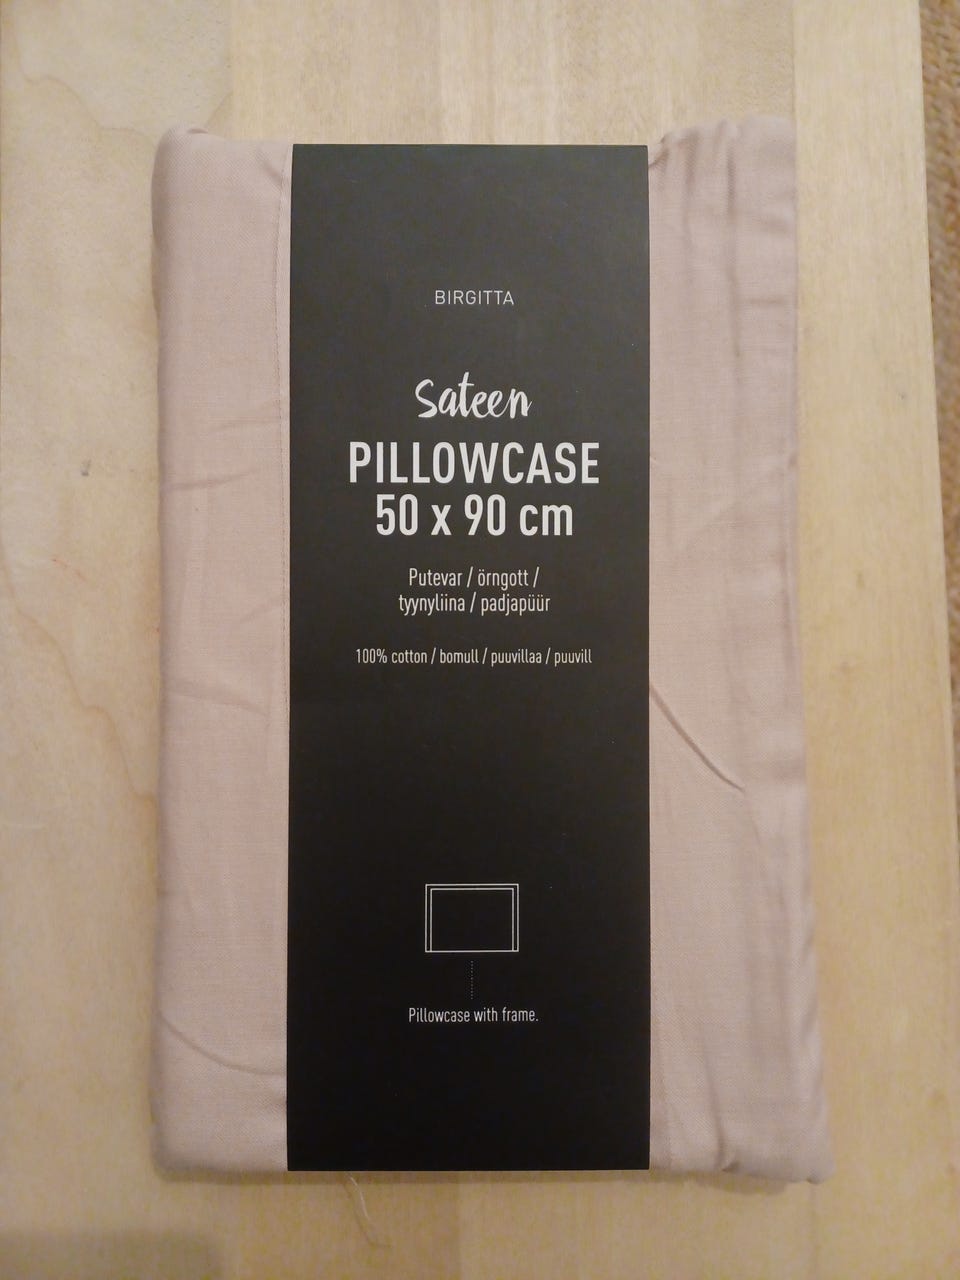 BIRGITTA
Sateen
PILLOWCASE
50 x 90 cm
Putevar / örngott /
tyynyliina / padjapüür
100% cotton / bomull / puuvillaa / puuvill
Pillowcase with frame.